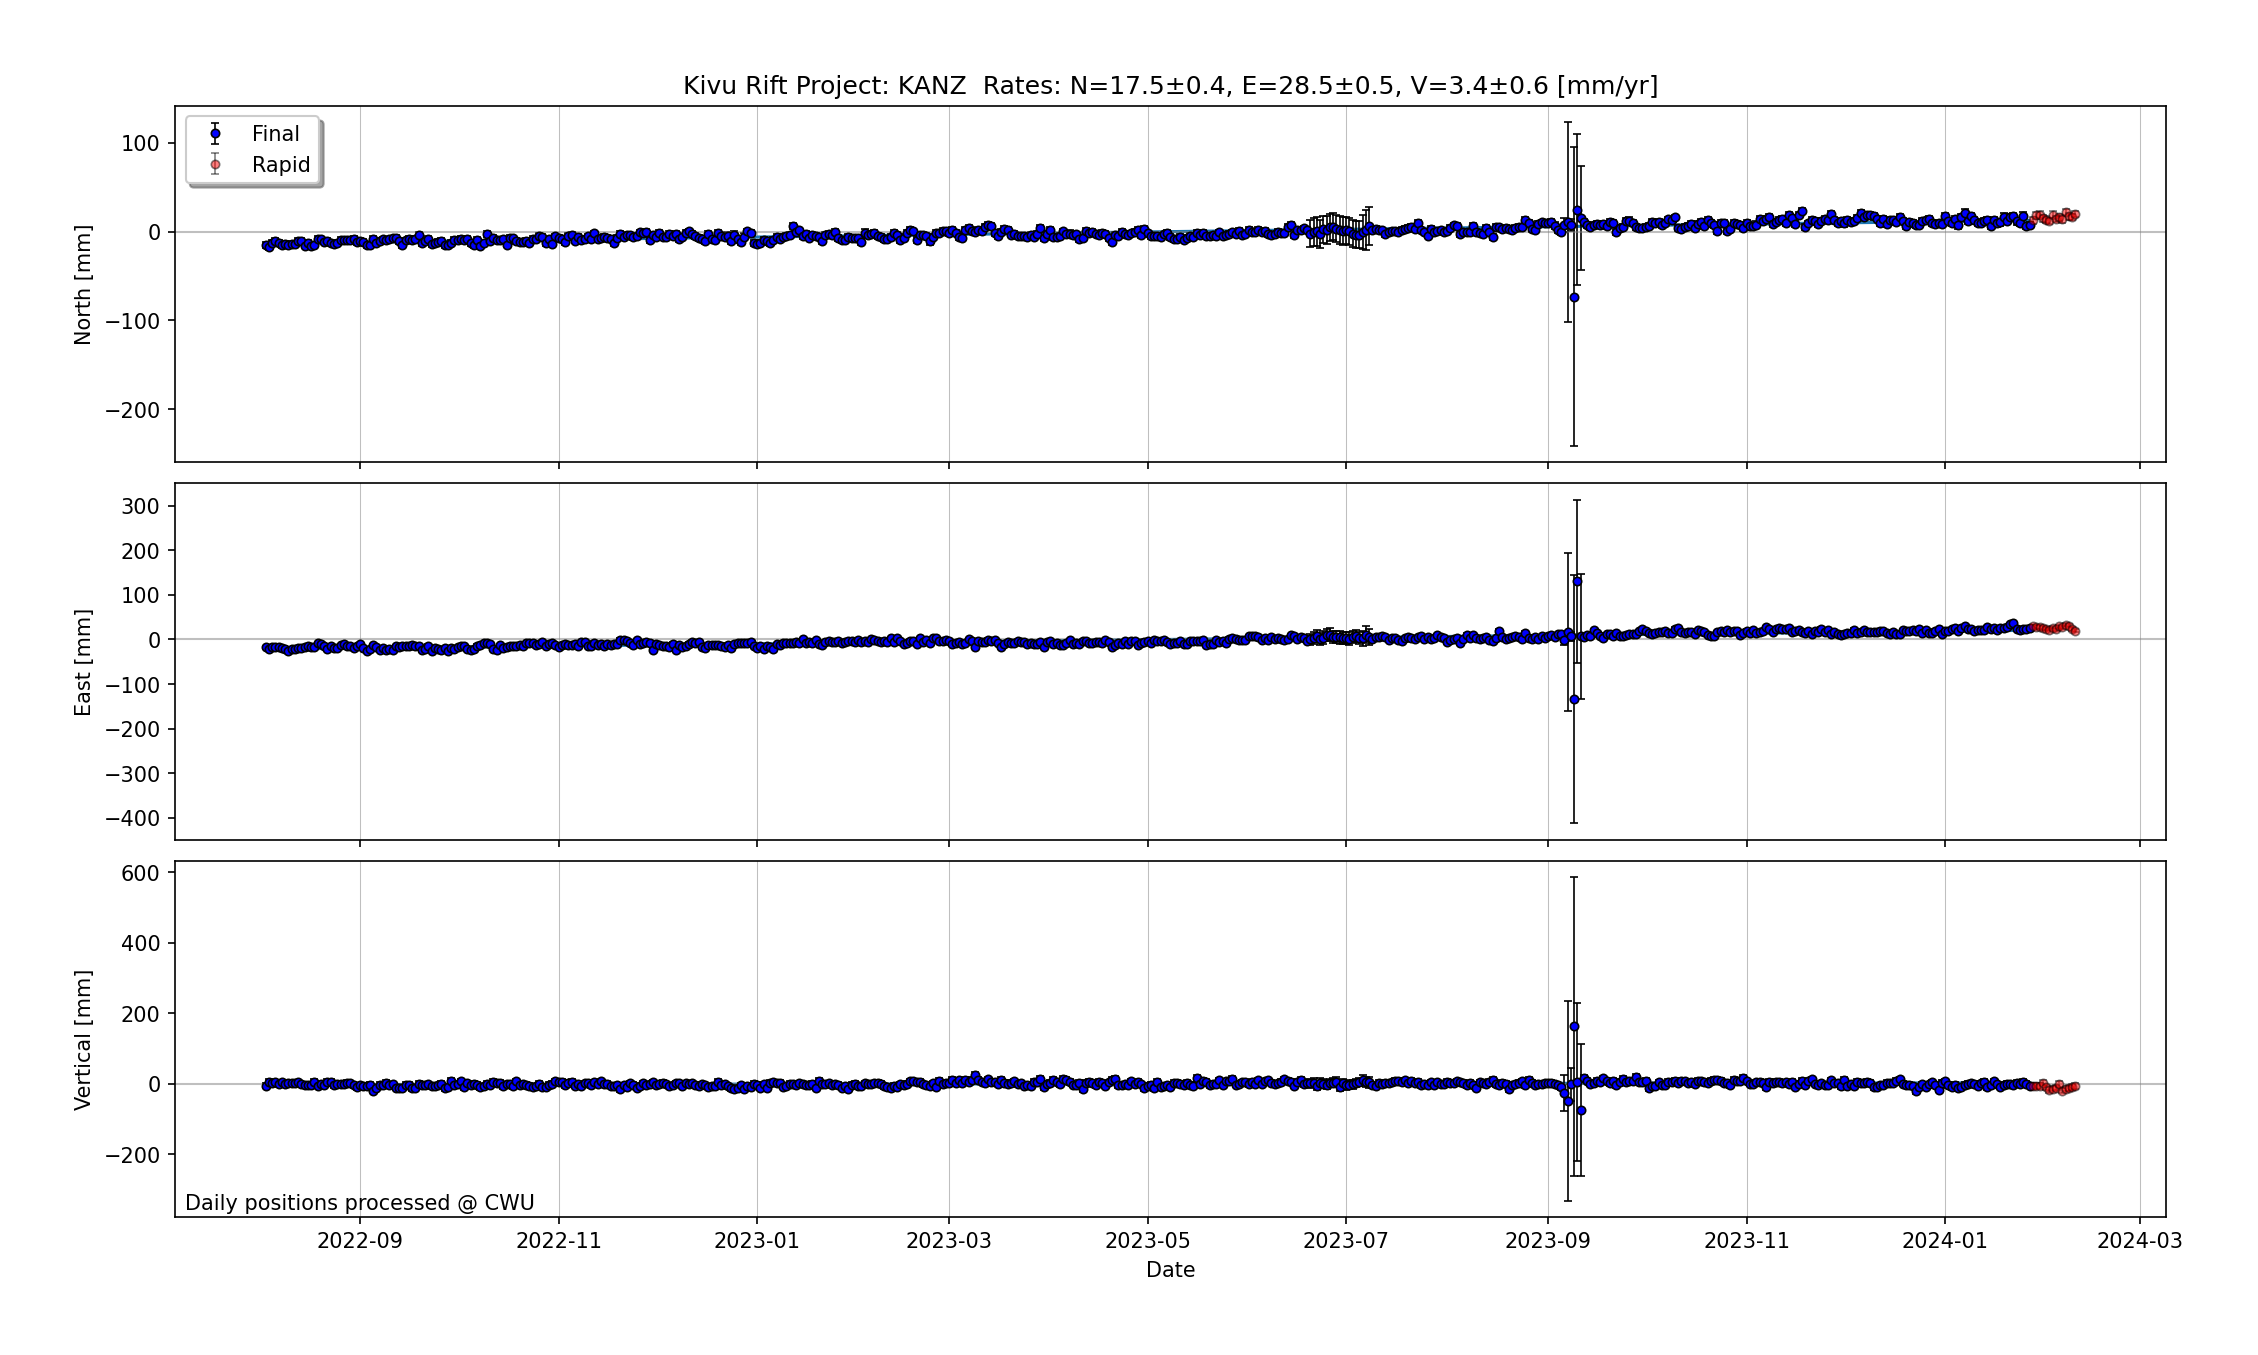 Kivu Rift Project: KANZ  Rates: N=17.5±0.4, E=28.5±0.5, V=3.4±0.6 [mm/yr]
Final
Rapid
100
0
−100
−200
North [mm]
300
200
100
0
−100
−200
−300
−400
East [mm]
600
400
200
0
−200
Vertical [mm]
Daily positions processed @ CWU
2022-09 2022-11 2023-01 2023-03 2023-05 2023-07 2023-09 2023-11 2024-01 2024-03
Date